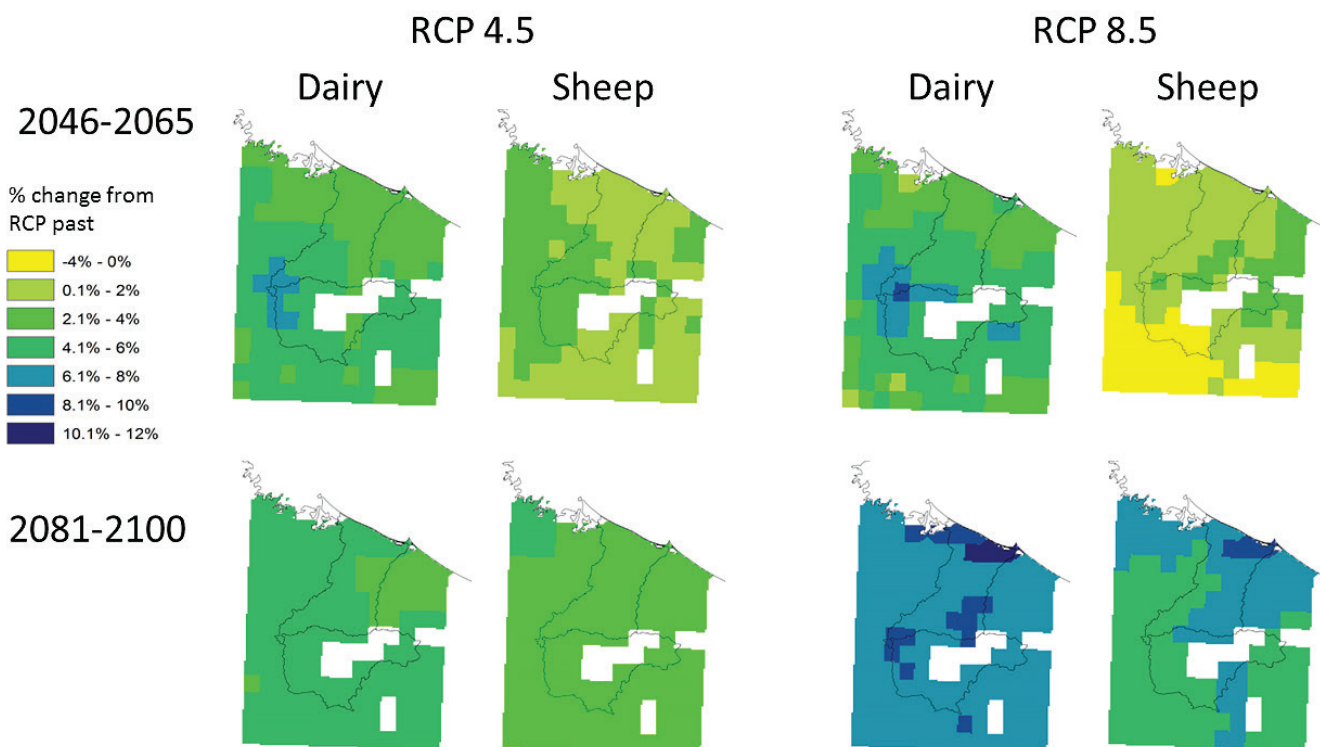 RCP 4.5
RCP 8.5
Dairy
Sheep
Dairy
Sheep
2046-2065
% change from
RCP past
-4% - 0%
0.1% - 2%
2.1% - 4%
4.1% - 6%
6.1% - 8%
8.1% - 10%
10.1% - 12%
2081-2100